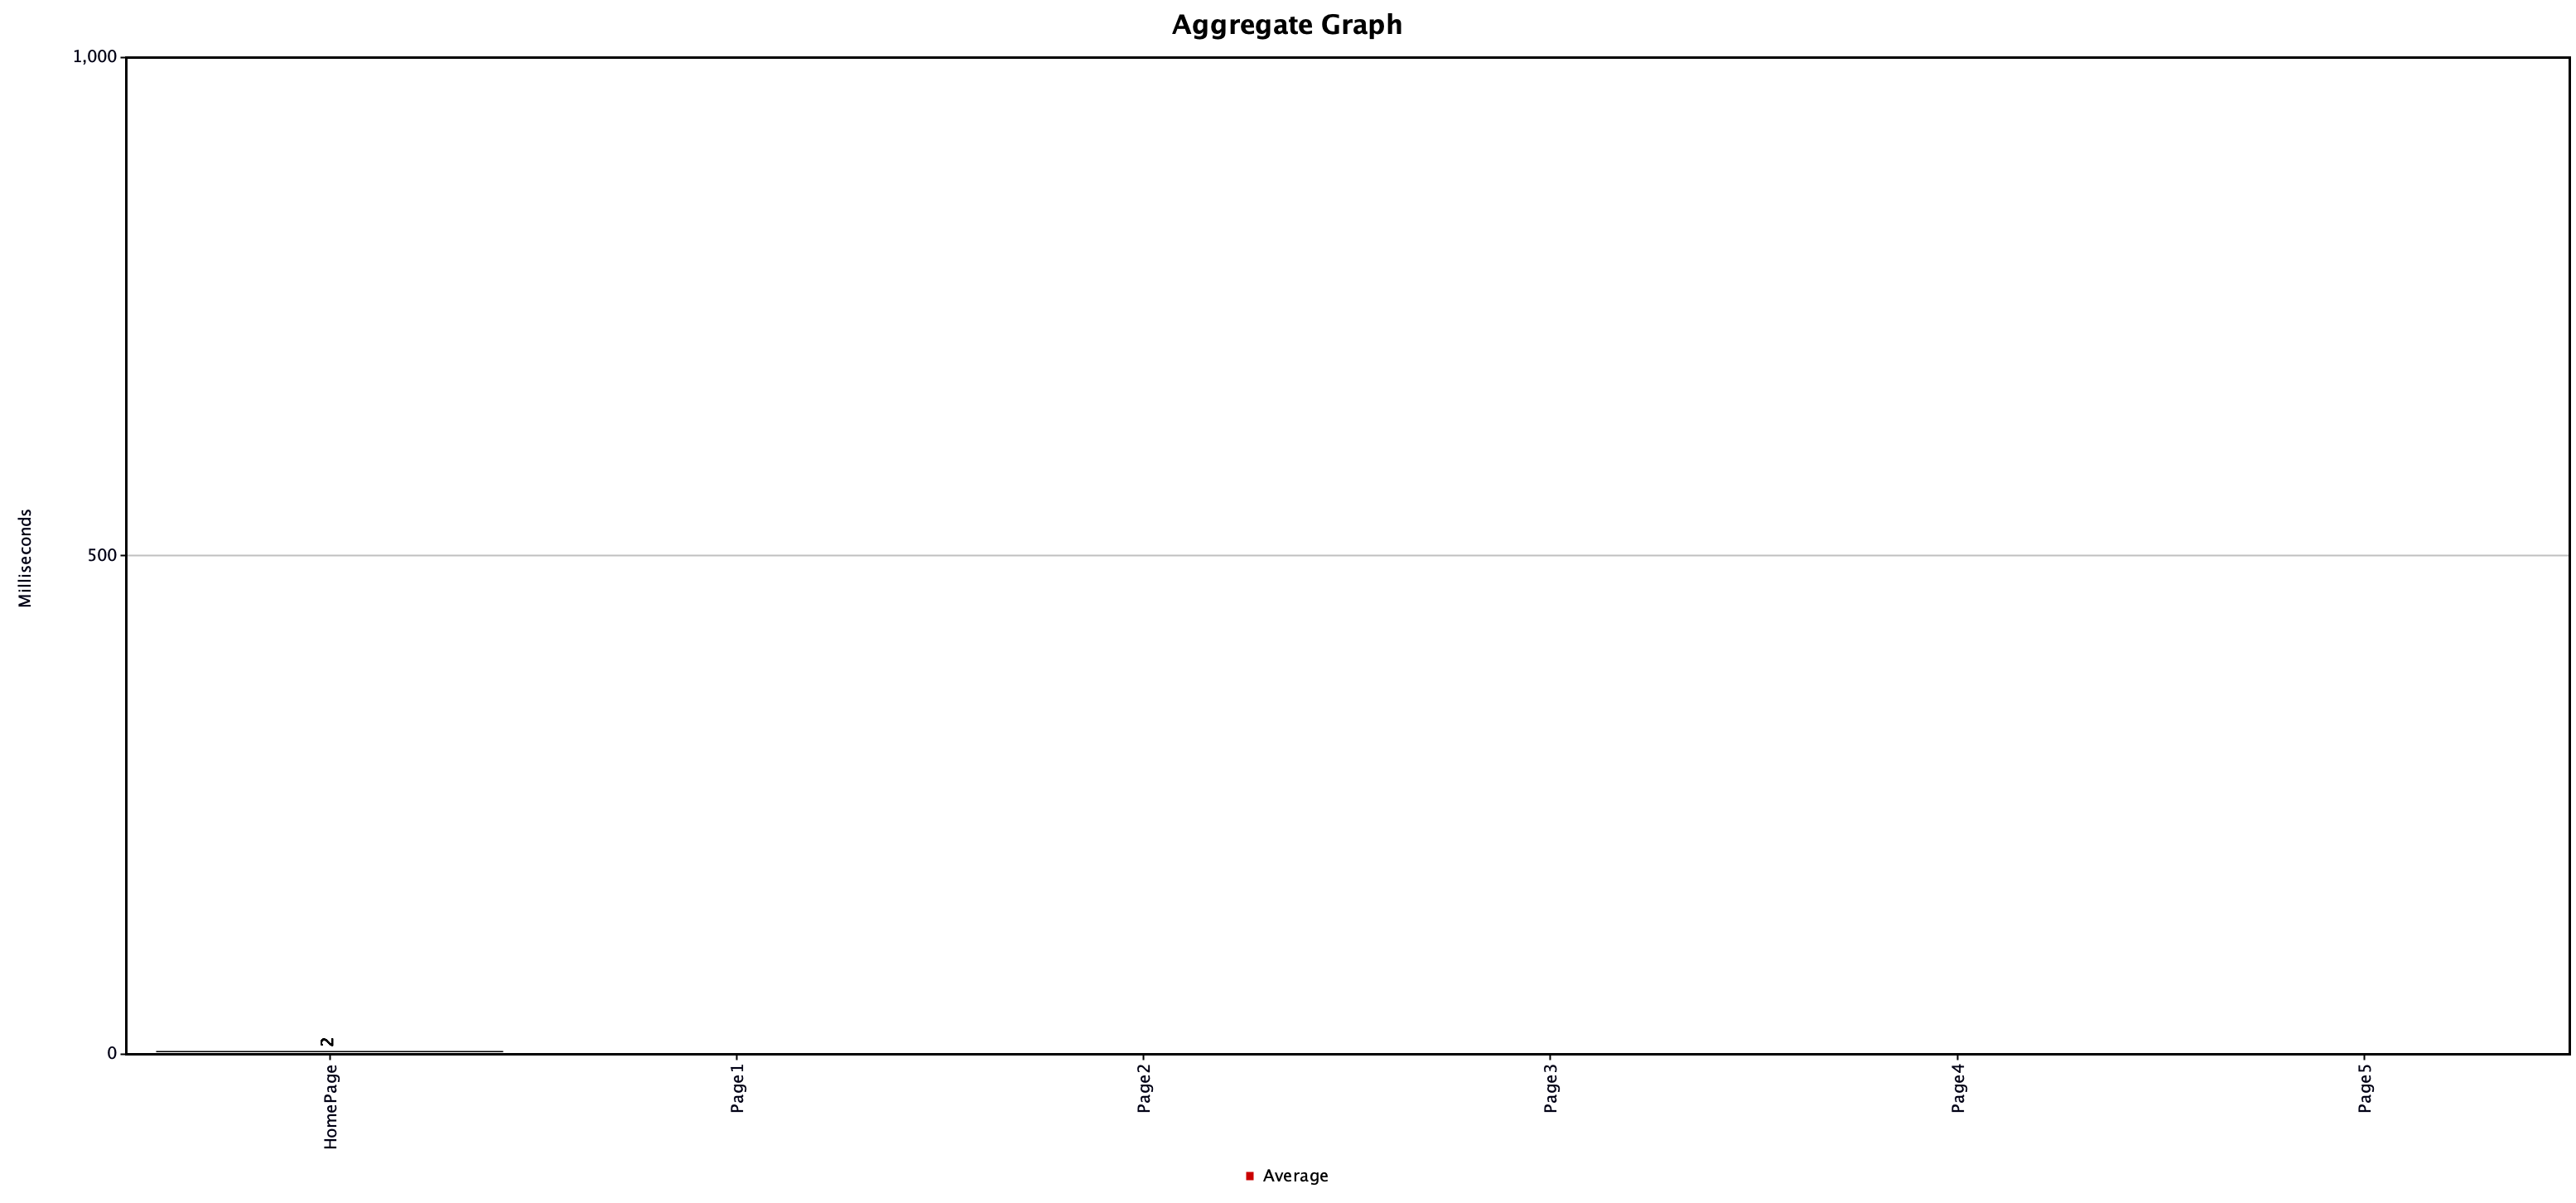 Aggregate Graph
1,000
Milliseconds
500
2
0
HomePage
Page1
Page2
Page3
Page4
Page5
Average